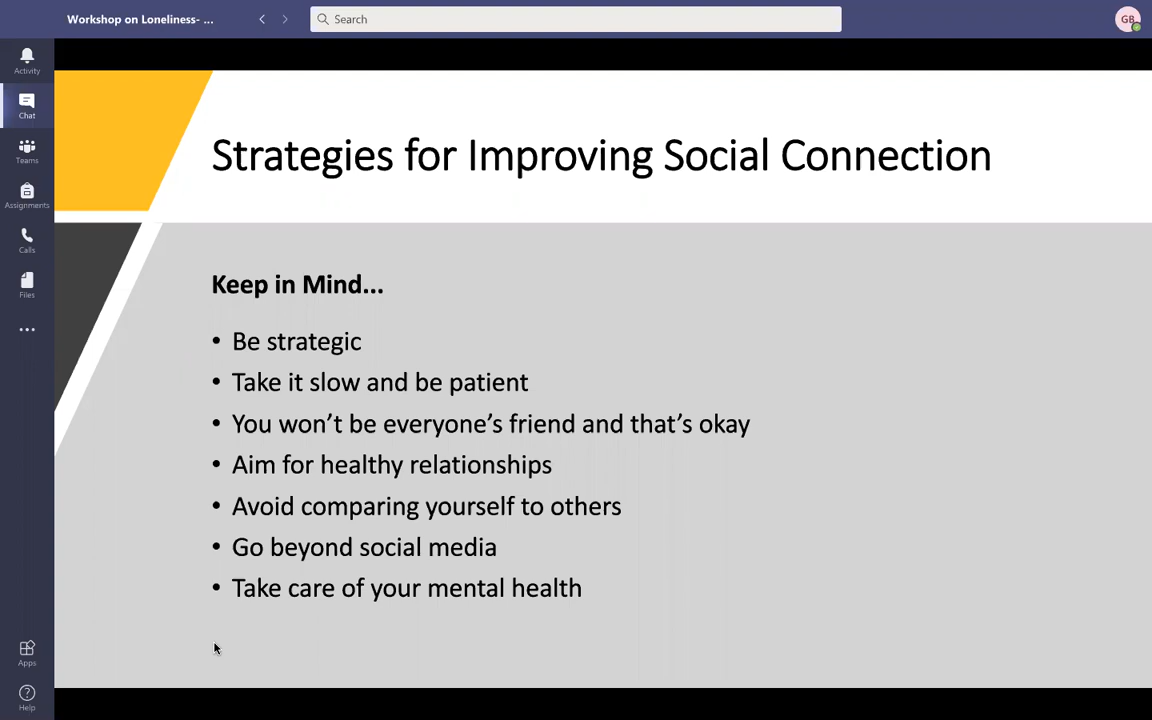 Workshop on Loneliness- ...
Search
GB
Activity
Chat
Teams
Assignments
Calls
Files
Apps
Help
Strategies for Improving Social Connection
Keep in Mind...
• Be strategic
• Take it slow and be patient
• You won’t be everyone’s friend and that’s okay
• Aim for healthy relationships
• Avoid comparing yourself to others
• Go beyond social media
• Take care of your mental health